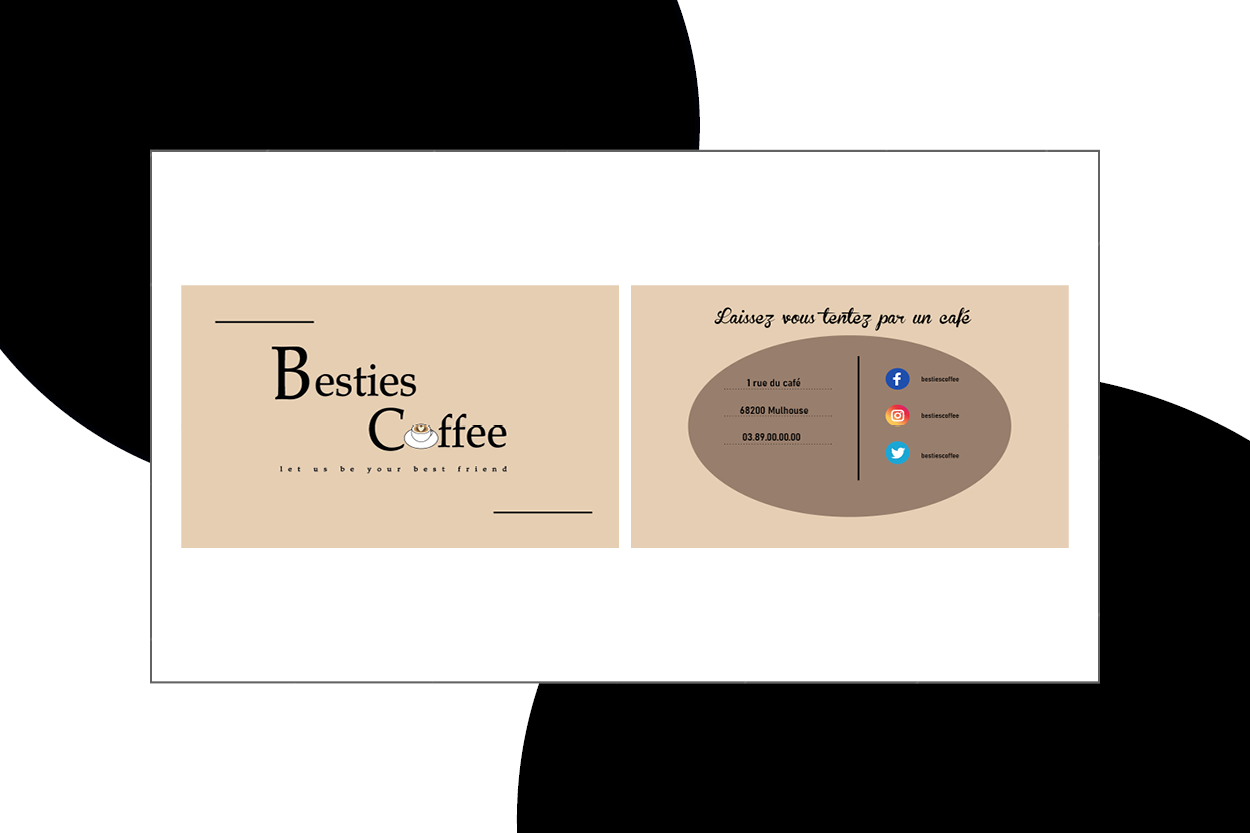 Besties
Coffee
let us be your best friend
Laissez vous tentez par un café
1 rue du café
68200 Mulhouse
03.89.00.00.00
bestiescoffee
bestiescoffee
bestiescoffee